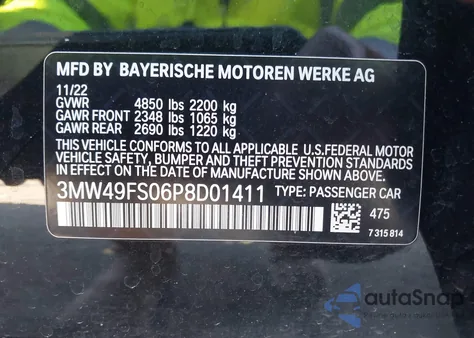 MFD BY BAYERISCHE MOTOREN WERKE AG
11/22
GVWR 4850 lbs 2200 kg
GAWR FRONT 2348 lbs 1065 kg
GAWR REAR 2690 lbs 1220 kg
THIS VEHICLE CONFORMS TO ALL APPLICABLE
U.S.FEDERAL MOTOR
VEHICLE SAFETY, BUMPER AND THEFT PREVENTION STANDARDS
IN EFFECT ON THE DATE OF MANUFACTURE SHOWN ABOVE.
3MW49FS06P8D01411 TYPE: PASSENGER CAR
475
7 315 814
autoSnap